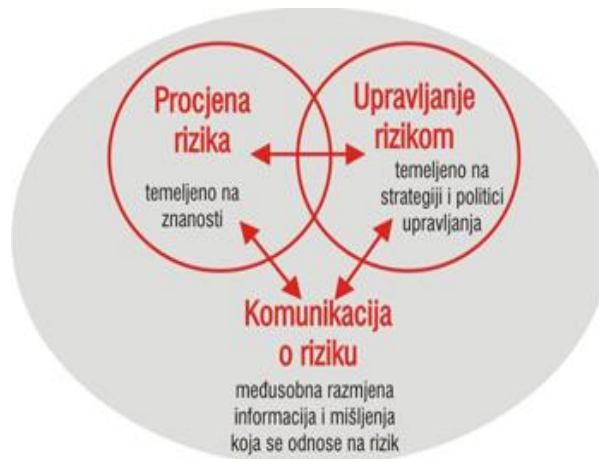 Procjena
rizika
temeljeno na
znanosti
Upravljanje
rizikom
temeljeno na
strategiji i politici
upravljanja
Komunikacija
o riziku
međusobna razmjena
informacija i mišljenja
koja se odnose na rizik